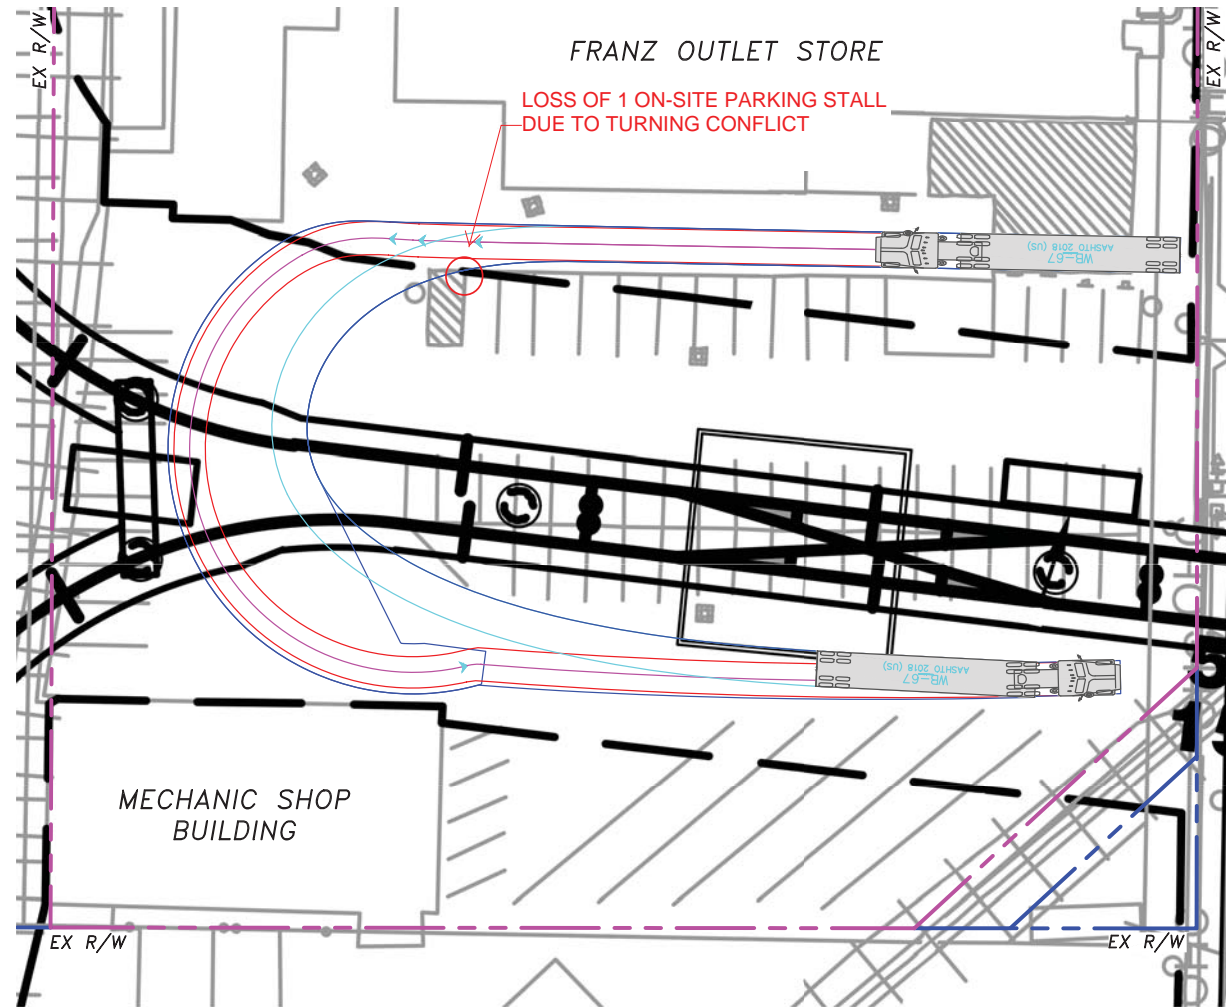 EX R/W
EX R/W
FRANZ OUTLET STORE
LOSS OF 1 ON-SITE PARKING STALL
DUE TO TURNING CONFLICT
WB-67
AASHTO 2018 (US)
WB-67
AASHTO 2018 (US)
MECHANIC SHOP
BUILDING
EX R/W
EX R/W